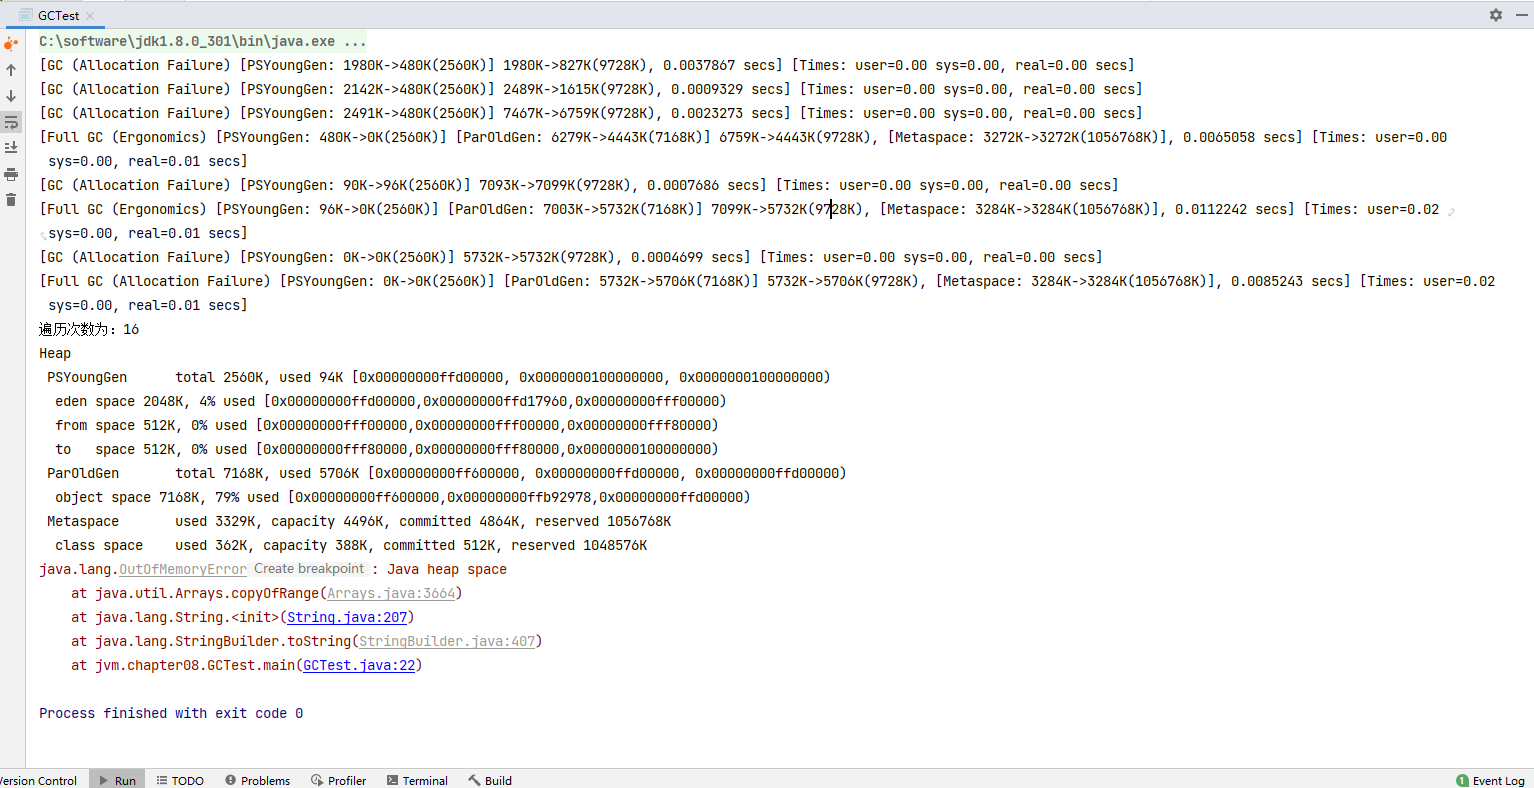 GCTest
C:\software\jdk1.8.0_301\bin\java.exe ...
[GC (Allocation Failure) [PSYoungGen: 1980K->480K(2560K)] 1980K->827K(9728K), 0.0037867 secs] [Times: user=0.00 sys=0.00, real=0.00 secs]
[GC (Allocation Failure) [PSYoungGen: 2142K->480K(2560K)] 2489K->1615K(9728K), 0.0009329 secs] [Times: user=0.00 sys=0.00, real=0.00 secs]
[GC (Allocation Failure) [PSYoungGen: 2491K->480K(2560K)] 7467K->6759K(9728K), 0.0023273 secs] [Times: user=0.00 sys=0.00, real=0.00 secs]
[Full GC (Ergonomics) [PSYoungGen: 480K->0K(2560K)] [ParOldGen: 6279K->4443K(7168K)] 6759K->4443K(9728K), [Metaspace: 3272K->3272K(1056768K)], 0.0065058 secs] [Times: user=0.00
sys=0.00, real=0.01 secs]
[GC (Allocation Failure) [PSYoungGen: 90K->96K(2560K)] 7093K->7099K(9728K), 0.0007686 secs] [Times: user=0.00 sys=0.00, real=0.00 secs]
[Full GC (Ergonomics) [PSYoungGen: 96K->0K(2560K)] [ParOldGen: 7003K->5732K(7168K)] 7099K->5732K(9728K), [Metaspace: 3284K->3284K(1056768K)], 0.0112242 secs] [Times: user=0.02
sys=0.00, real=0.01 secs]
[GC (Allocation Failure) [PSYoungGen: 0K->0K(2560K)] 5732K->5732K(9728K), 0.0004699 secs] [Times: user=0.00 sys=0.00, real=0.00 secs]
[Full GC (Allocation Failure) [PSYoungGen: 0K->0K(2560K)] [ParOldGen: 5732K->5706K(7168K)] 5732K->5706K(9728K), [Metaspace: 3284K->3284K(1056768K)], 0.0085243 secs] [Times: user=0.02
sys=0.00, real=0.01 secs]
遍历次数为：16
Heap
PSYoungGen      total 2560K, used 94K [0x00000000ffd00000, 0x0000000100000000, 0x0000000100000000)
eden space 2048K, 4% used [0x00000000ffd00000,0x00000000ffd17960,0x00000000fff00000)
from space 512K, 0% used [0x00000000fff00000,0x00000000fff00000,0x00000000fff80000)
to   space 512K, 0% used [0x00000000fff80000,0x00000000fff80000,0x0000000100000000)
ParOldGen       total 7168K, used 5706K [0x00000000ff600000, 0x00000000ffd00000, 0x00000000ffd00000)
object space 7168K, 79% used [0x00000000ff600000,0x00000000ffb92978,0x00000000ffd00000)
Metaspace       used 3329K, capacity 4496K, committed 4864K, reserved 1056768K
class space    used 362K, capacity 388K, committed 512K, reserved 1048576K
java.lang.OutOfMemoryError Create breakpoint : Java heap space
at java.util.Arrays.copyOfRange(Arrays.java:3664)
at java.lang.String.<init>(String.java:207)
at java.lang.StringBuilder.toString(StringBuilder.java:407)
at jvm.chapter08.GCTest.main(GCTest.java:22)
Process finished with exit code 0
Version Control Run TODO Problems Profiler Terminal Build 1 Event Log